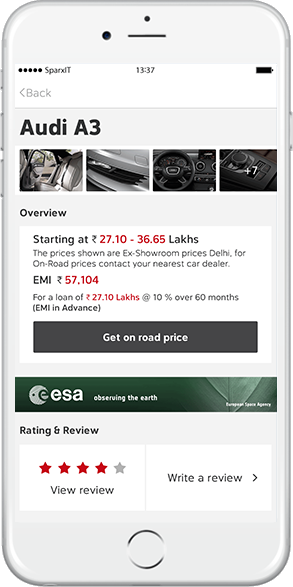 SparxIT 13:37
<Back
Audi A3
+7
Overview
Starting at ₹ 27.10 - 36.65 Lakhs
The prices shown are Ex-Showroom prices Delhi, for
On-Road prices contact your nearest car dealer.
EMI ₹ 57,104
For a loan of ₹ 27.10 Lakhs @ 10 % over 60 months
(EMI in Advance)
Get on road price
esa observing the earth
European Space Agency
Rating & Review
View review
Write a review >